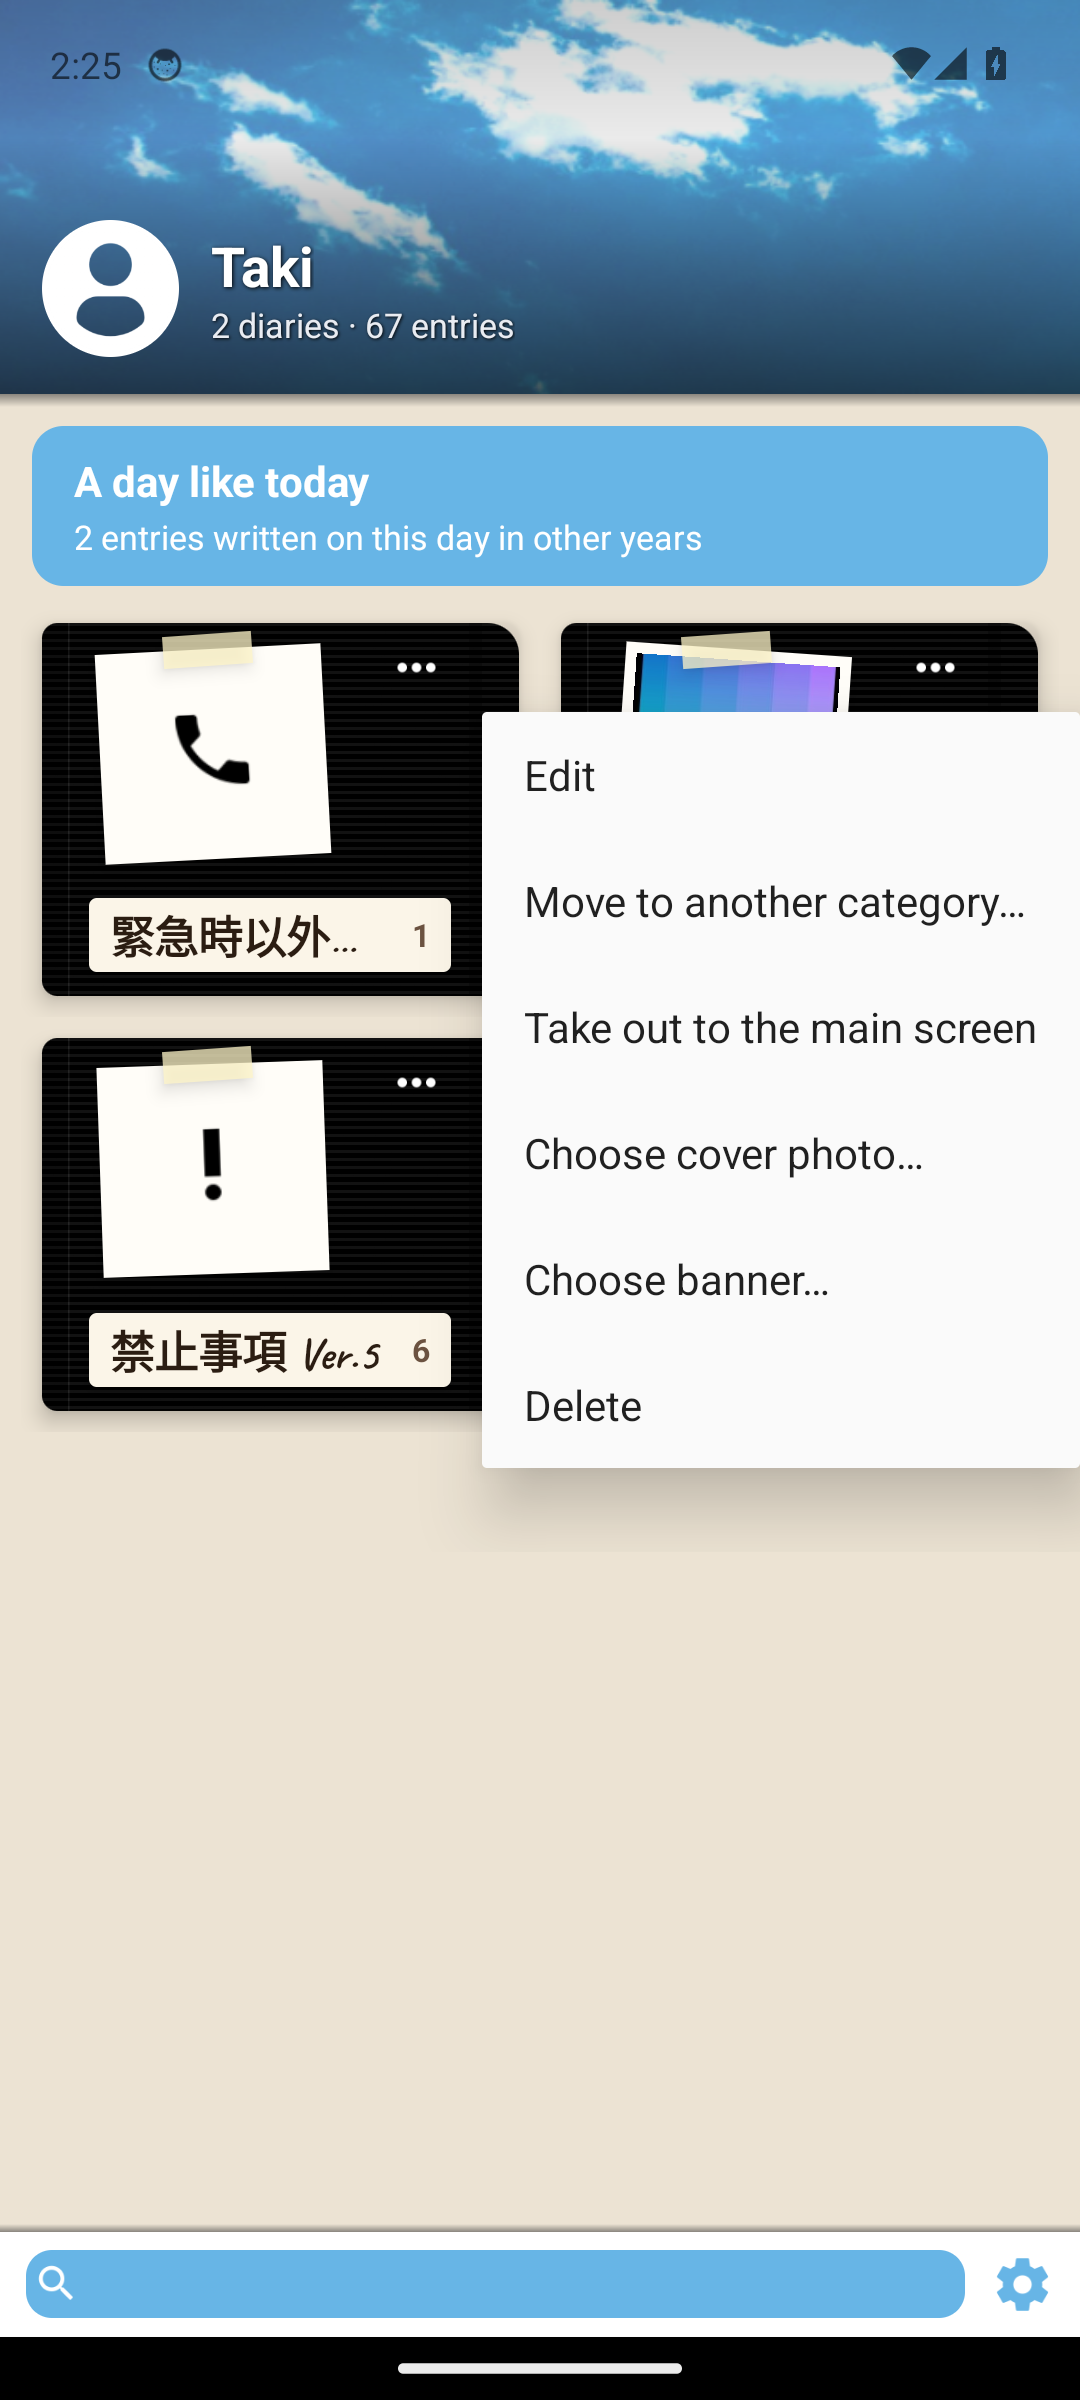 2:25
Taki
2 diaries · 67 entries
A day like today
2 entries written on this day in other years
緊急時以外... 1
Edit
Move to another category...
Take out to the main screen
Choose cover photo...
Choose banner...
Delete
禁止事項 Ver.5 6